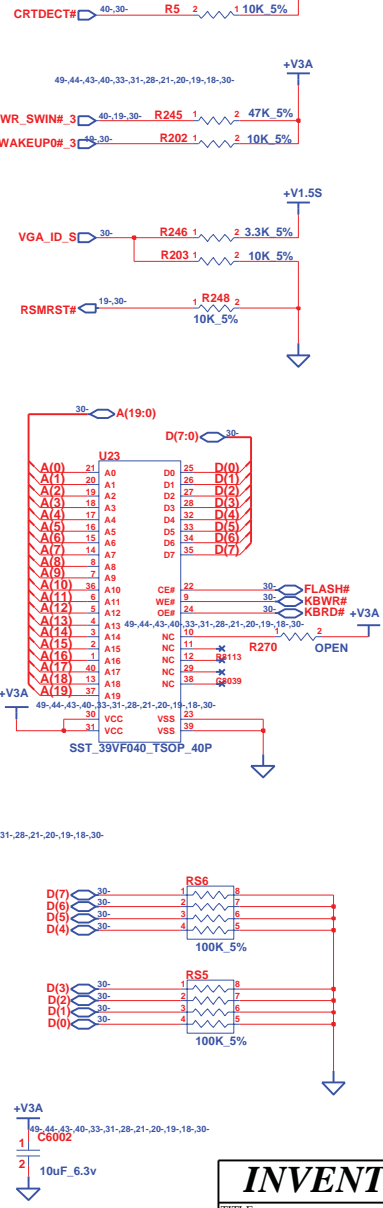 CRTDECT# 40-,30- R5 2 1 10K_5%
+V3A
49-,44-,43-,40-,33-,31-,28-,21-,20-,19-,18-,30-
WR_SWIN#_3 40-,19-,30- R245 1 2 47K_5%
WAKEUP0#_3 19-,30- R202 1 2 10K_5%
+V1.5S
VGA_ID_S 30- R246 1 2 3.3K_5%
R203 1 2 10K_5%
RSMRST# 19-,30- 1 R248 2
10K_5%
30- A(19:0)
D(7:0) 30-
U23
A(0) 21 A0 D0 25 D(0)
A(1) 20 A1 D1 26 D(1)
A(2) 19 A2 D2 27 D(2)
A(3) 18 A3 D3 28 D(3)
A(4) 17 A4 D4 32 D(4)
A(5) 16 A5 D5 33 D(5)
A(6) 15 A6 D6 34 D(6)
A(7) 14 A7 D7 35 D(7)
A(8) 8 A8
A(9) 7 A9
A(10) 36 A10 CE# 22 30- FLASH#
A(11) 6 A11 WE# 9 30- KBWR#
A(12) 5 A12 OE# 24 30- KBRD# +V3A
A(13) 4 A13 49-,44-,43-,40-,33-,31-,28-,21-,20-,19-,18-,30-
A(14) 3 A14 NC 10 1 2
A(15) 2 A15 NC 11 R270 OPEN
A(16) 1 A16 NC 12
A(17) 40 A17 NC 29
A(18) 13 A18 NC 38
A(19) 37 A19
+V3A 49-,44-,43-,40-,33-,31-,28-,21-,20-,19-,18-,30-
30 VCC VSS 23
31 VCC VSS 39
SST_39VF040_TSOP_40P
31-,28-,21-,20-,19-,18-,30-
RS6
D(7) 30- 1 8
D(6) 30- 2 7
D(5) 30- 3 6
D(4) 30- 4 5
100K_5%
RS5
D(3) 30- 1 8
D(2) 30- 2 7
D(1) 30- 3 6
D(0) 30- 4 5
100K_5%
+V3A
49-,44-,43-,40-,33-,31-,28-,21-,20-,19-,18-,30-
1 C6002
2 10uF_6.3v
INVENT
TITLE